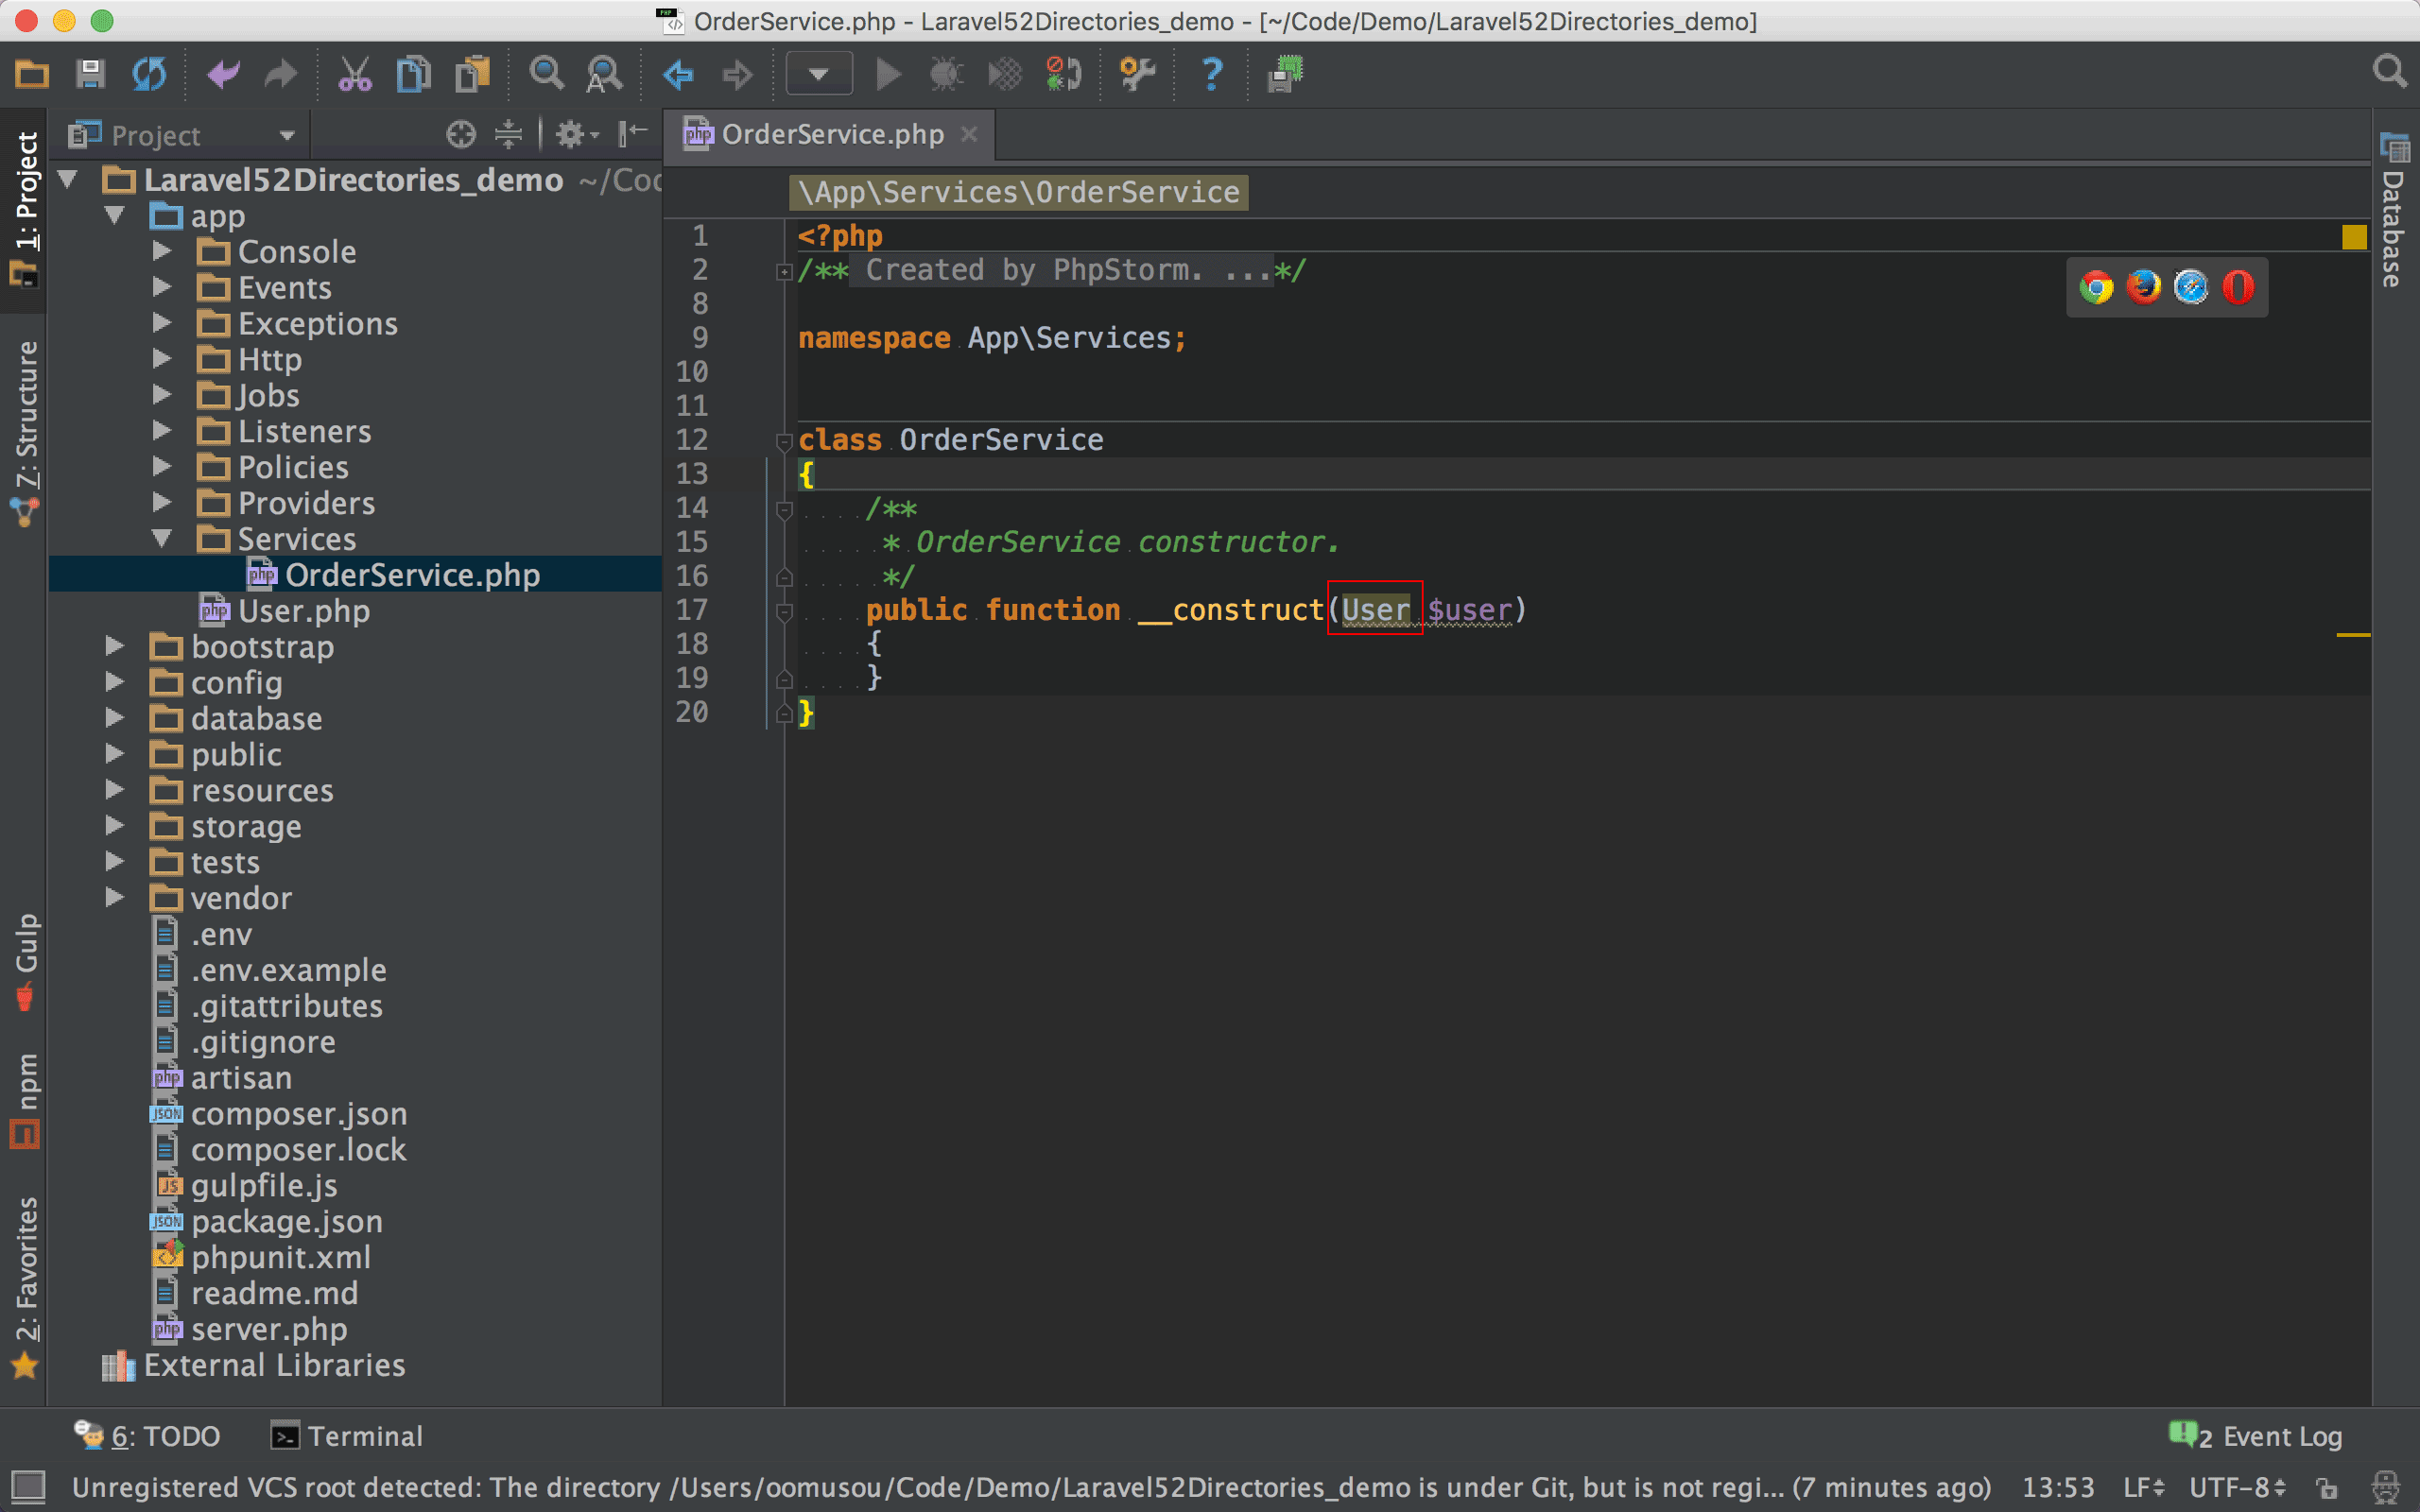 OrderService.php - Laravel52Directories_demo - [~/Code/Demo/Laravel52Directories_demo]
Project
OrderService.php
1: Project
7: Structure
Gulp
npm
2: Favorites
Laravel52Directories_demo ~/Cod
app
Console
Events
Exceptions
Http
Jobs
Listeners
Policies
Providers
Services
OrderService.php
User.php
bootstrap
config
database
public
resources
storage
tests
vendor
.env
.env.example
.gitattributes
.gitignore
artisan
composer.json
composer.lock
gulpfile.js
package.json
phpunit.xml
readme.md
server.php
External Libraries
\App\Services\OrderService
1 <?php
2 /** Created by PhpStorm. ...*/
8
9 namespace App\Services;
10
11
12 class OrderService
13 {
14 /**
15 * OrderService constructor.
16 */
17 public function __construct(User $user)
18 {
19 }
20 }
Database
6: TODO
Terminal
2 Event Log
Unregistered VCS root detected: The directory /Users/oomusou/Code/Demo/Laravel52Directories_demo is under Git, but is not regi... (7 minutes ago) 13:53 LF UTF-8